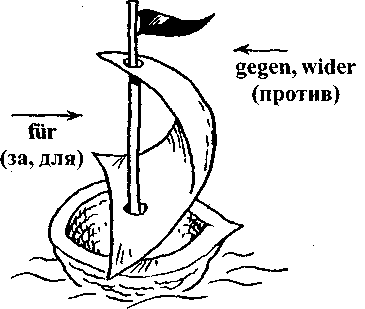 gegen, wider
(против)
für
(за, для)